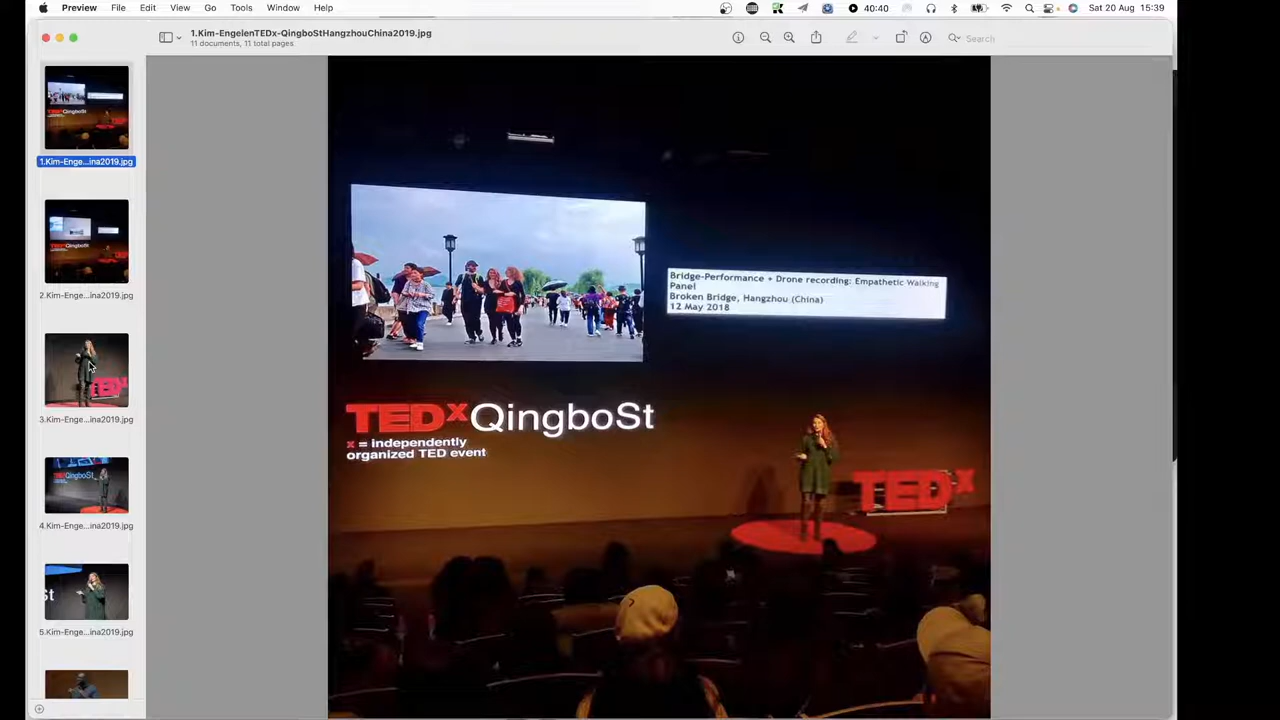 Preview File Edit View Go Tools Window Help 40:40 Sat 20 Aug 15:39
1.Kim-EngelenTEDx-QingboStHangzhouChina2019.jpg
11 documents, 11 total pages
Search
1.Kim-Enge...ina2019.jpg
2.Kim-Enge...ina2019.jpg
3.Kim-Enge...ina2019.jpg
4.Kim-Enge...ina2019.jpg
5.Kim-Enge...ina2019.jpg
Bridge-Performance + Drone recording: Empathetic Walking
Panel
Broken Bridge, Hangzhou (China)
12 May 2018
TEDxQingboSt
x = independently
organized TED event
TEDx